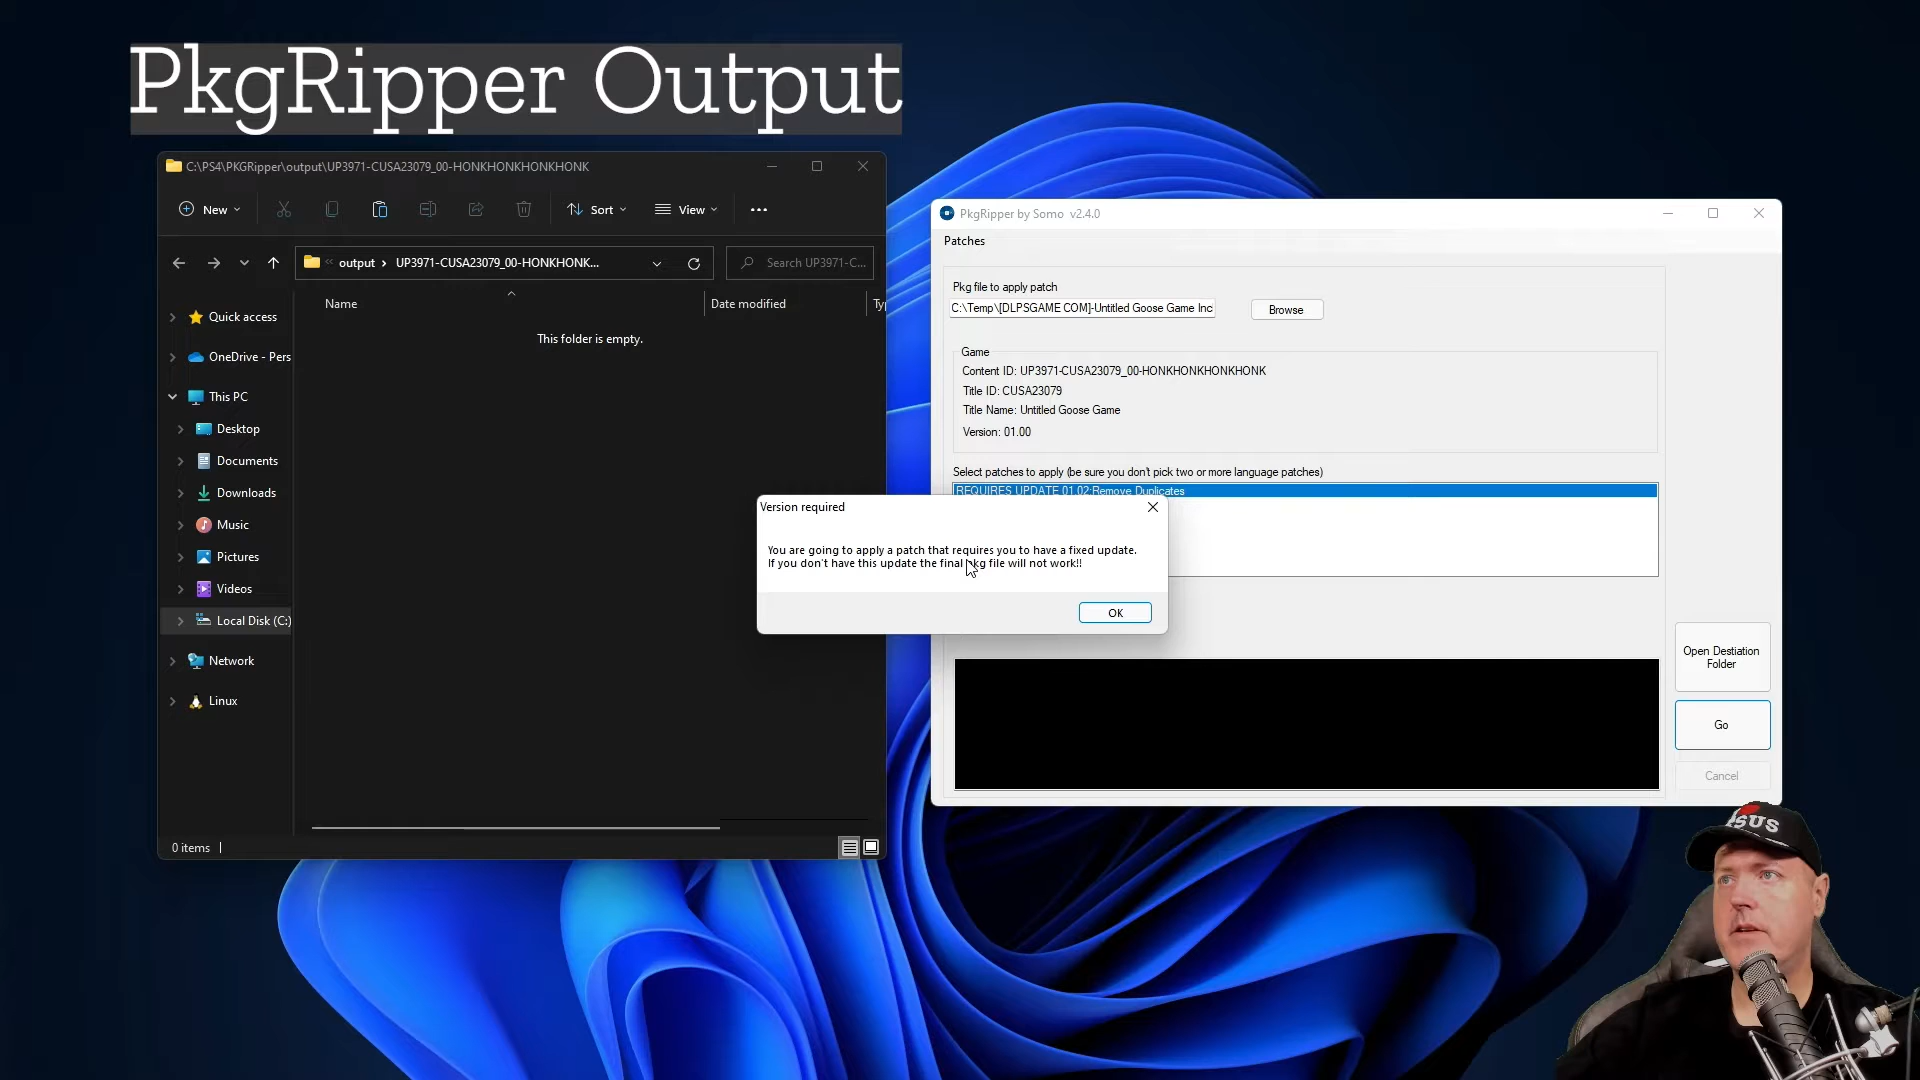 PkgRipper Output
C:\PS4\PKGRipper\output\UP3971-CUSA23079_00-HONKHONKHONKHONK
New
Sort
View
output
UP3971-CUSA23079_00-HONKHONK...
Search UP3971-C...
Name
Date modified
Quick access
OneDrive - Pers
This PC
Desktop
Documents
Downloads
Music
Pictures
Videos
Local Disk (C:)
Network
Linux
This folder is empty.
0 items
PkgRipper by Somo v2.4.0
Patches
Pkg file to apply patch
C:\Temp\[DLPSGAME.COM]-Untitled Goose Game Inc
Browse
Game
Content ID: UP3971-CUSA23079_00-HONKHONKHONKHONK
Title ID: CUSA23079
Title Name: Untitled Goose Game
Version: 01.00
Select patches to apply (be sure you don't pick two or more language patches)
REQUIRES UPDATE 01.02:Remove Duplicates
Version required
You are going to apply a patch that requires you to have a fixed update.
If you don't have this update the final pkg file will not work!!
OK
Open Destiation
Folder
Go
Cancel